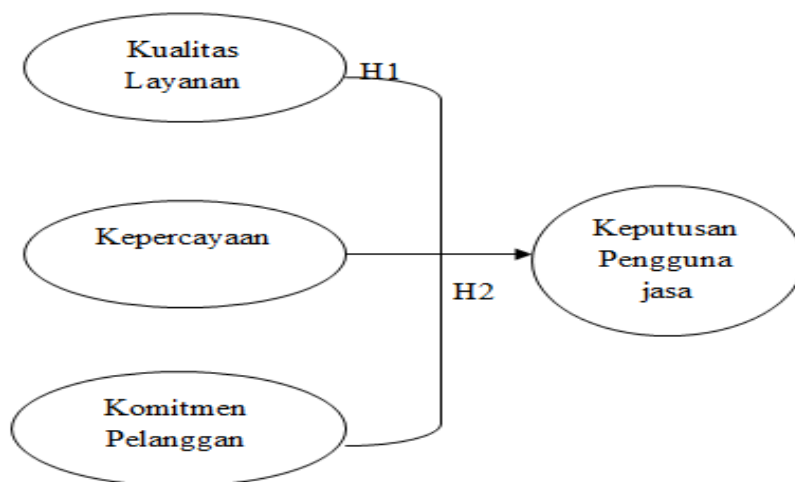 Kualitas
Layanan
H1
Kepercayaan
Keputusan
Pengguna
jasa
H2
Komitmen
Pelanggan